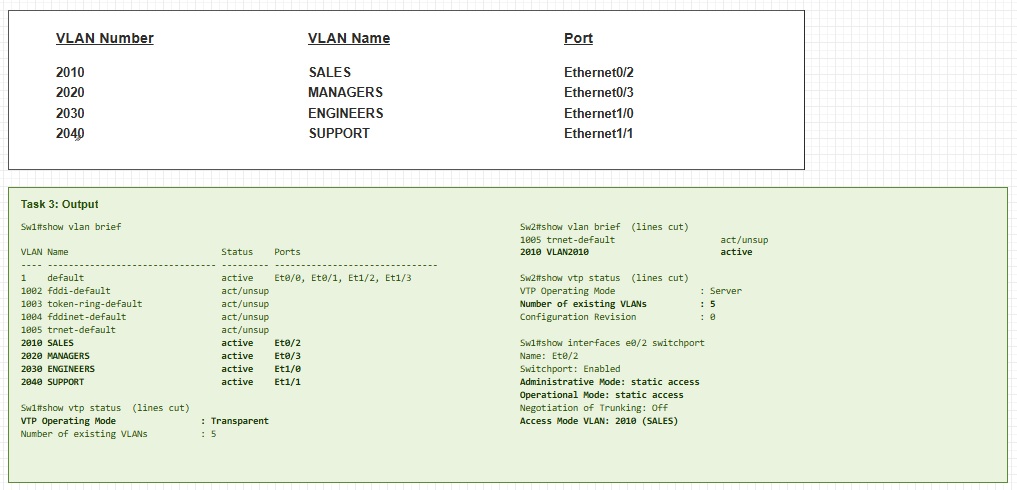 VLAN Number VLAN Name Port
2010 SALES Ethernet0/2
2020 MANAGERS Ethernet0/3
2030 ENGINEERS Ethernet1/0
2040 SUPPORT Ethernet1/1
Task 3: Output
Sw1#show vlan brief
VLAN Name Status Ports
---- -------------------------------- --------- -------------------------------
1 default active Et0/0, Et0/1, Et1/2, Et1/3
1002 fddi-default act/unsup
1003 token-ring-default act/unsup
1004 fddinet-default act/unsup
1005 trnet-default act/unsup
2010 SALES active Et0/2
2020 MANAGERS active Et0/3
2030 ENGINEERS active Et1/0
2040 SUPPORT active Et1/1
Sw1#show vtp status (lines cut)
VTP Operating Mode : Transparent
Number of existing VLANs : 5
Sw2#show vlan brief (lines cut)
1005 trnet-default act/unsup
2010 VLAN2010 active
Sw2#show vtp status (lines cut)
VTP Operating Mode : Server
Number of existing VLANs : 5
Configuration Revision : 0
Sw1#show interfaces e0/2 switchport
Name: Et0/2
Switchport: Enabled
Administrative Mode: static access
Operational Mode: static access
Negotiation of Trunking: Off
Access Mode VLAN: 2010 (SALES)